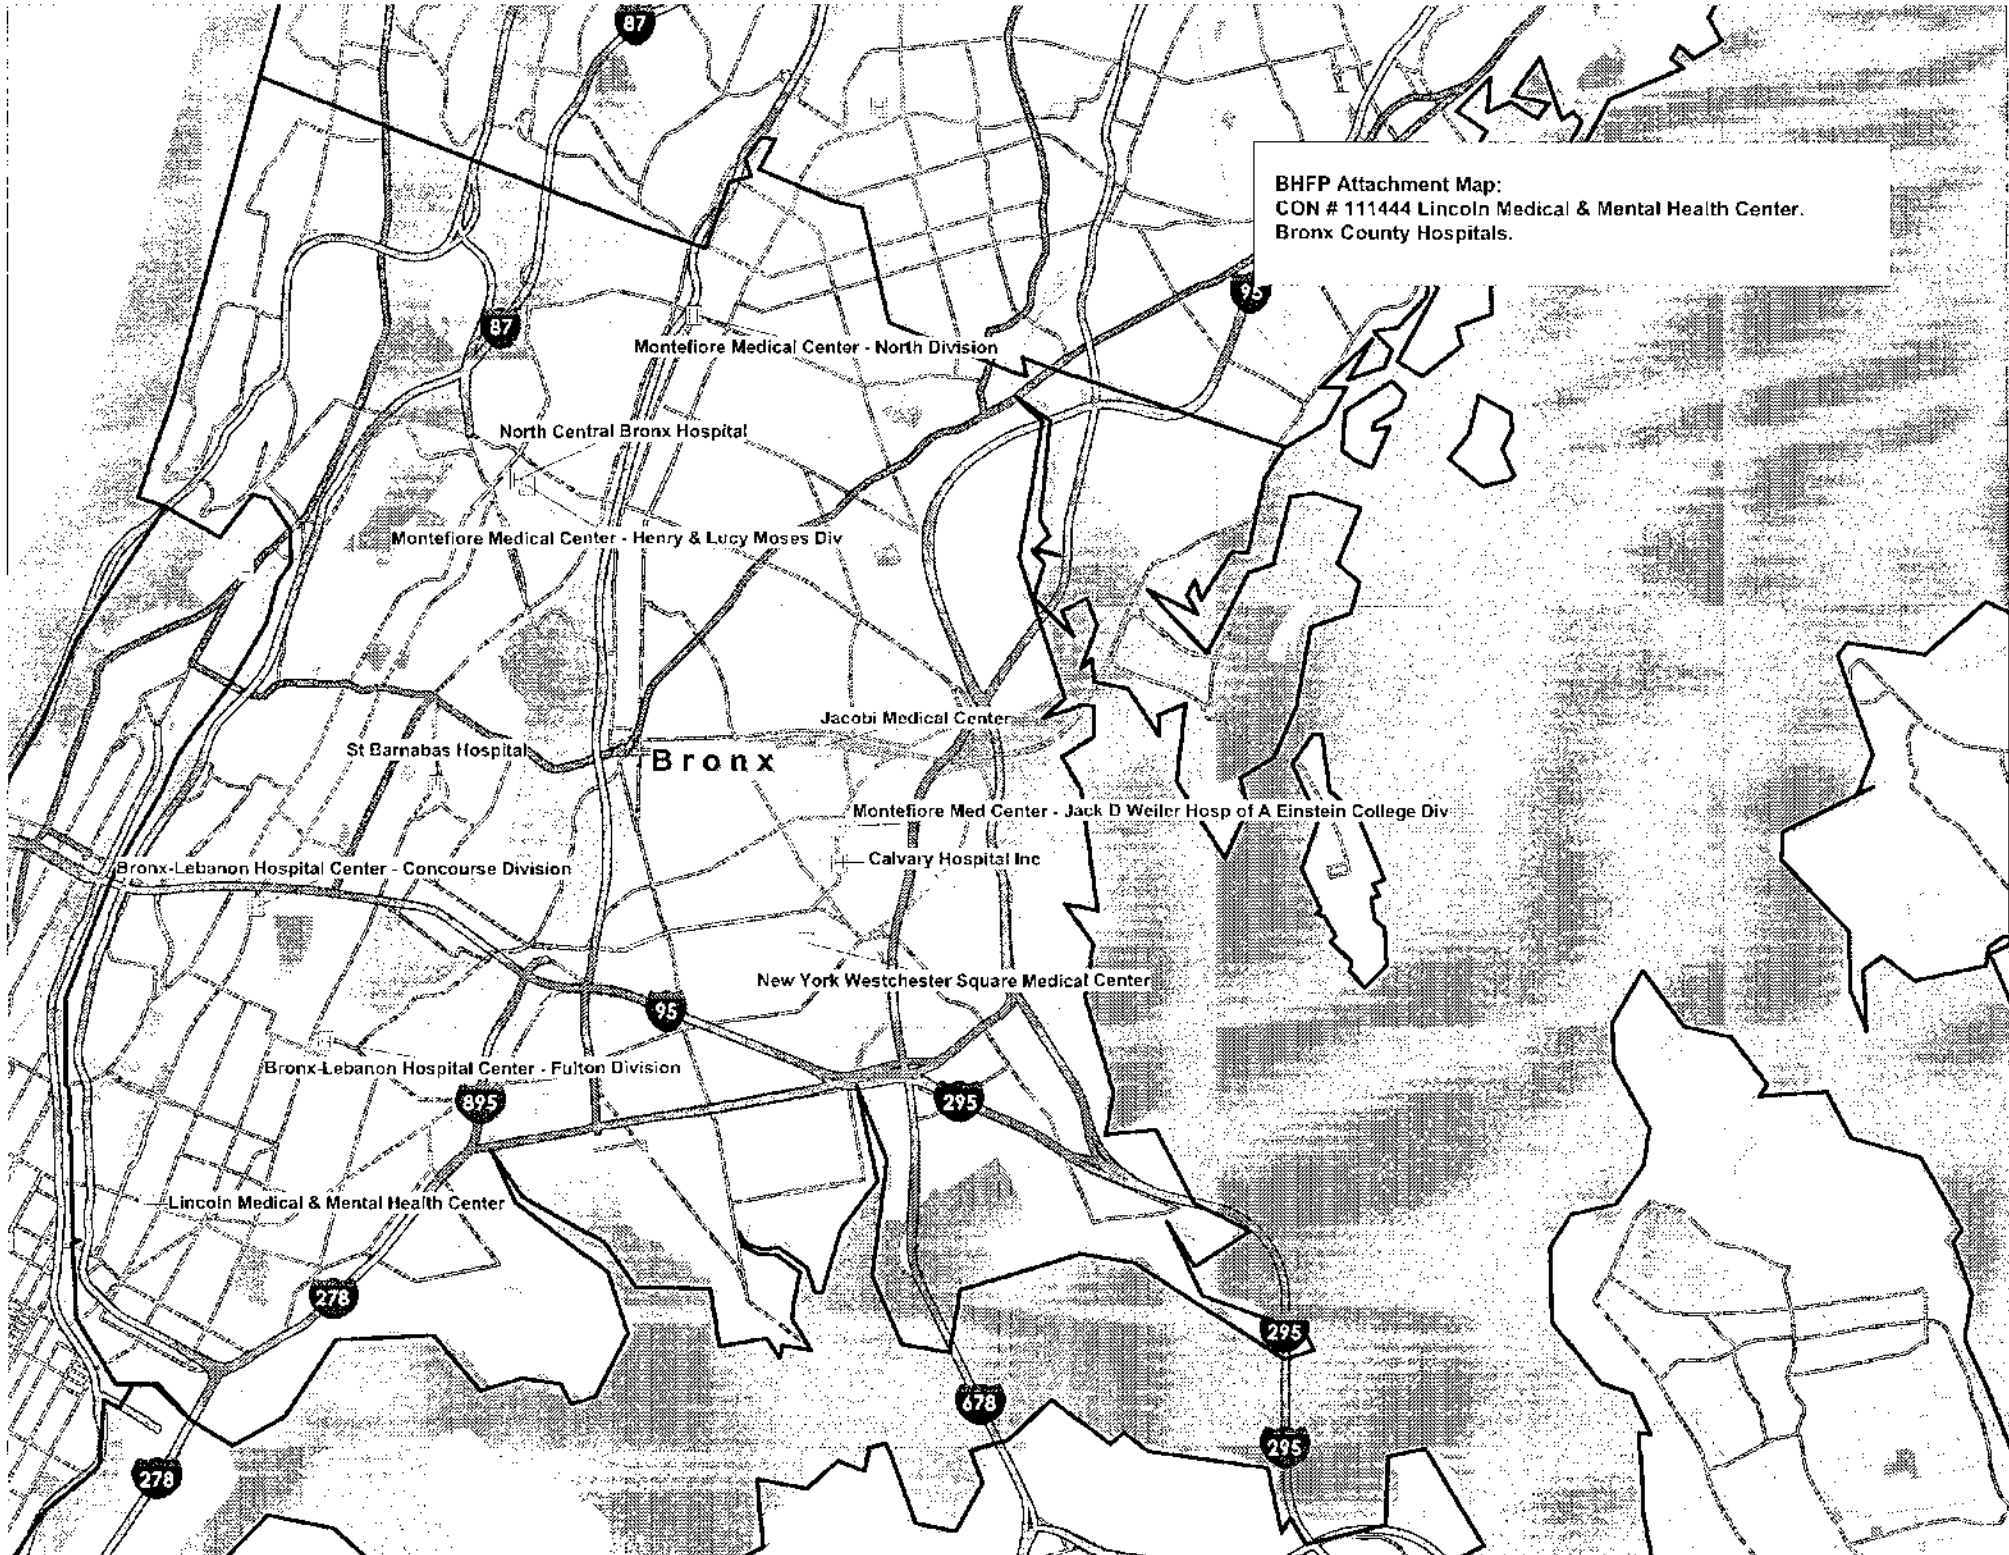 87
BHFP Attachment Map:
CON # 111444 Lincoln Medical & Mental Health Center.
Bronx County Hospitals.
95
87
Montefiore Medical Center - North Division
North Central Bronx Hospital
Montefiore Medical Center - Henry & Lucy Moses Div
Jacobi Medical Center
St Barnabas Hospital
Bronx
Montefiore Med Center - Jack D Weiler Hosp of A Einstein College Div
Calvary Hospital Inc
Bronx-Lebanon Hospital Center - Concourse Division
New York Westchester Square Medical Center
95
Bronx-Lebanon Hospital Center - Fulton Division
895
295
Lincoln Medical & Mental Health Center
278
295
678
295
278